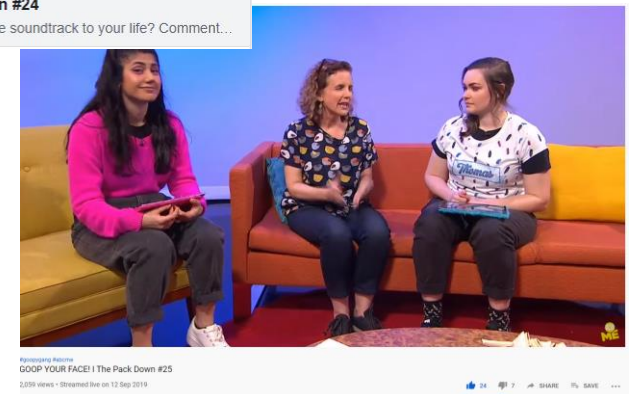 n #24
e soundtrack to your life? Comment...
Thomas
ME
#goopygang #abcme
GOOP YOUR FACE! I The Pack Down #25
2,059 views • Streamed live on 12 Sep 2019
24 7 SHARE SAVE ...